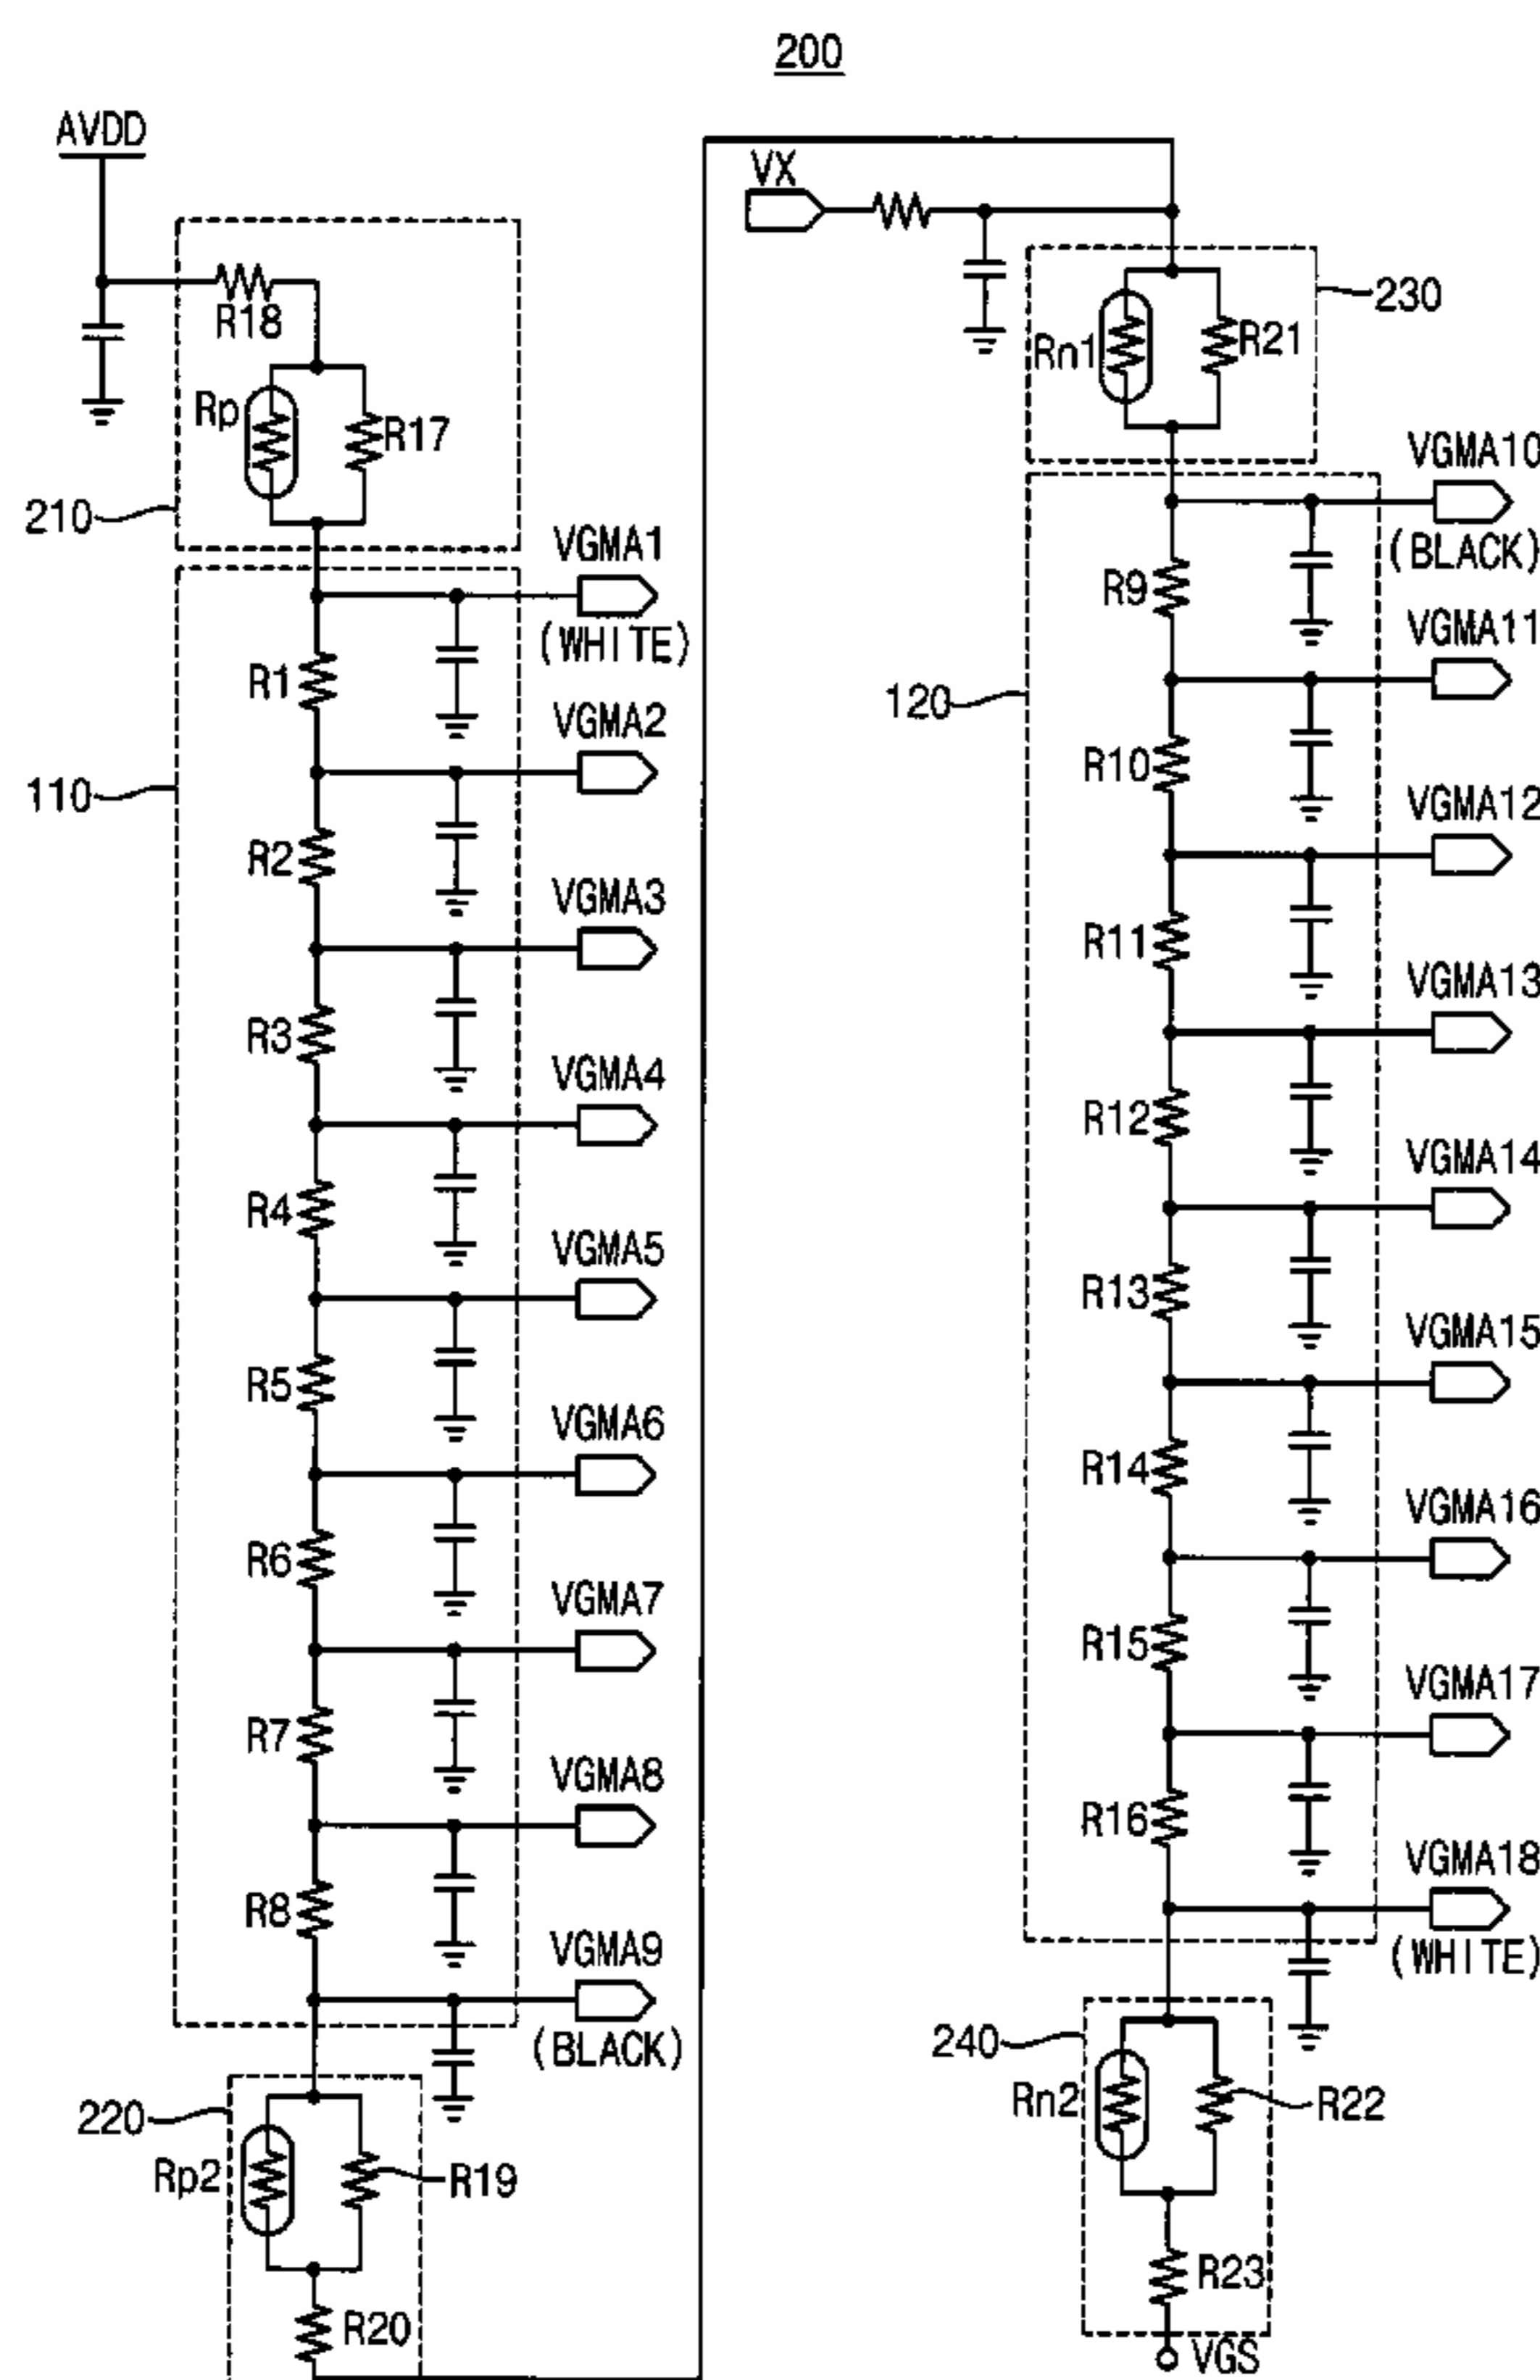 200
AVDD
VX
R18
Rp
R17
210
VGMA1
(WHITE)
R1
VGMA2
110
R2
VGMA3
R3
VGMA4
R4
VGMA5
R5
VGMA6
R6
VGMA7
R7
VGMA8
R8
VGMA9
(BLACK)
220
Rp2
R19
R20
230
Rn1
R21
VGMA10
(BLACK)
R9
VGMA11
120
R10
VGMA12
R11
VGMA13
R12
VGMA14
R13
VGMA15
R14
VGMA16
R15
VGMA17
R16
VGMA18
(WHITE)
240
Rn2
R22
R23
VGS